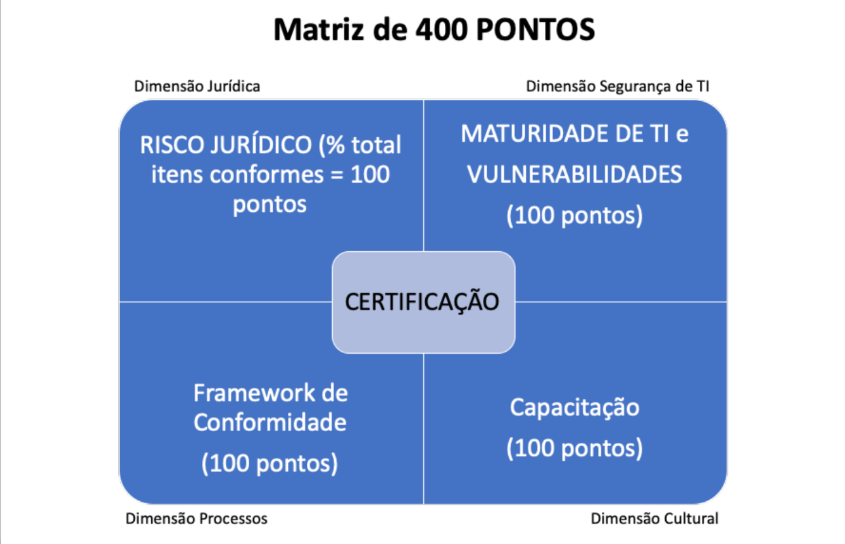 Matriz de 400 PONTOS
Dimensão Jurídica
Dimensão Segurança de TI
RISCO JURÍDICO (% total
itens conformes = 100
pontos
MATURIDADE DE TI e
VULNERABILIDADES
(100 pontos)
CERTIFICAÇÃO
Framework de
Conformidade
(100 pontos)
Capacitação
(100 pontos)
Dimensão Processos
Dimensão Cultural